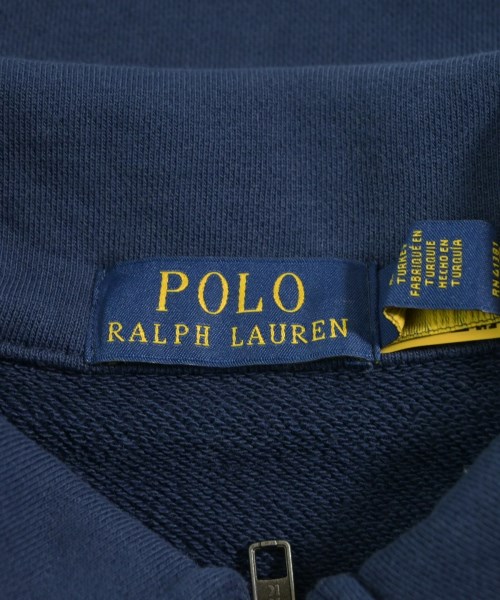 POLO
RALPH LAUREN
TURKEY
FABRIQUÉ EN
TURQUIE
HECHO EN
TURQUÍA